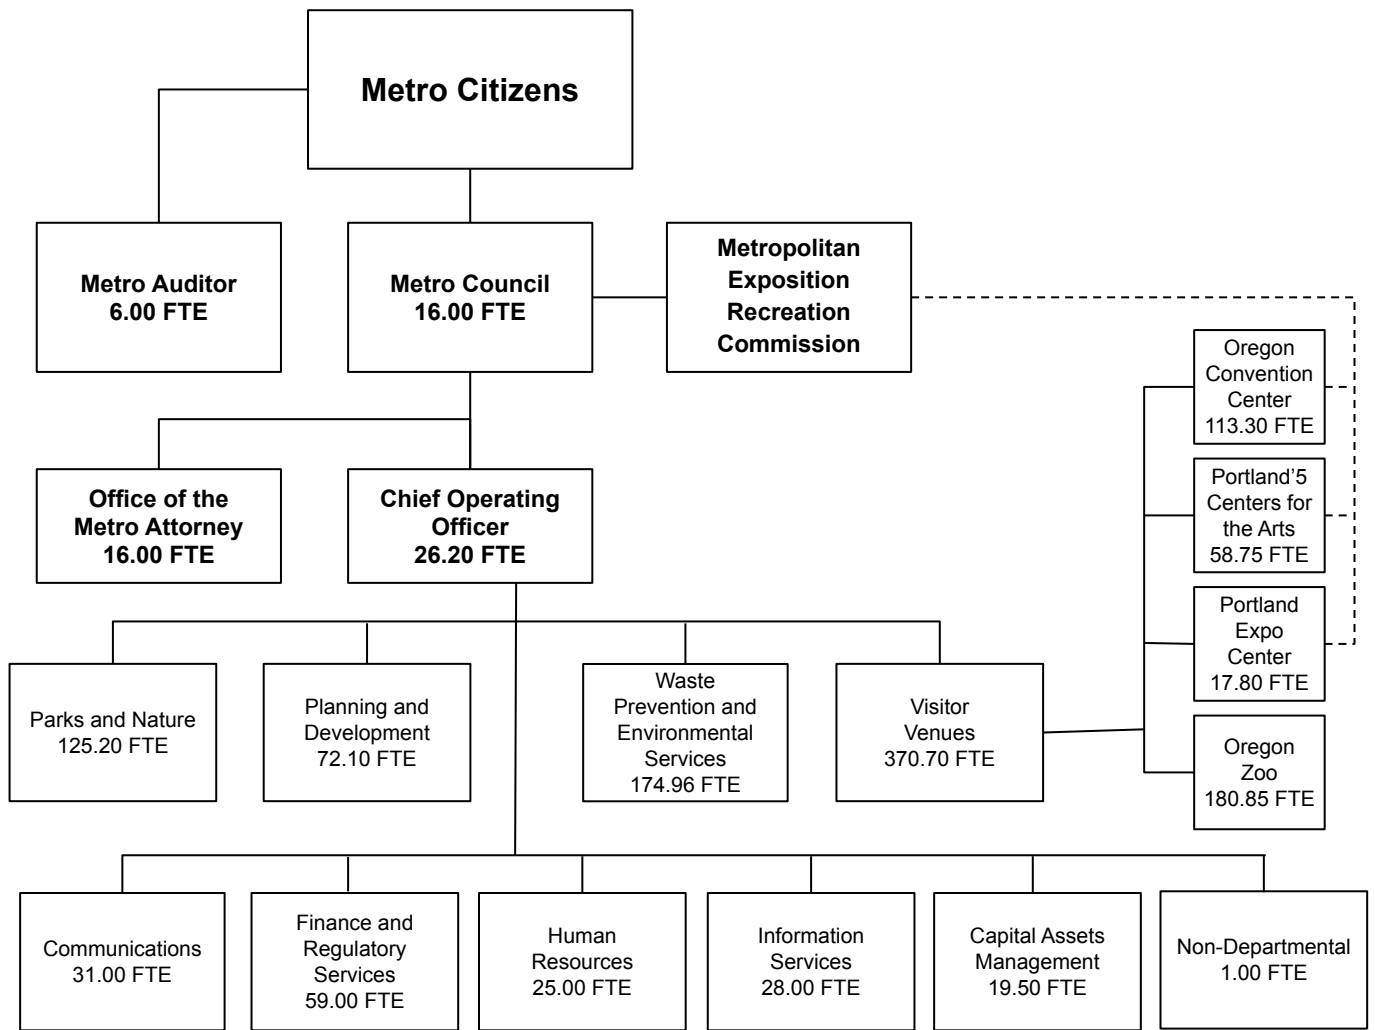 Metro Citizens
Metro Auditor
6.00 FTE
Metro Council
16.00 FTE
Metropolitan
Exposition
Recreation
Commission
Oregon
Convention
Center
113.30 FTE
Portland’5
Centers for
the Arts
58.75 FTE
Portland
Expo
Center
17.80 FTE
Oregon
Zoo
180.85 FTE
Office of the
Metro Attorney
16.00 FTE
Chief Operating
Officer
26.20 FTE
Parks and Nature
125.20 FTE
Planning and
Development
72.10 FTE
Waste
Prevention and
Environmental
Services
174.96 FTE
Visitor
Venues
370.70 FTE
Communications
31.00 FTE
Finance and
Regulatory
Services
59.00 FTE
Human
Resources
25.00 FTE
Information
Services
28.00 FTE
Capital Assets
Management
19.50 FTE
Non-Departmental
1.00 FTE